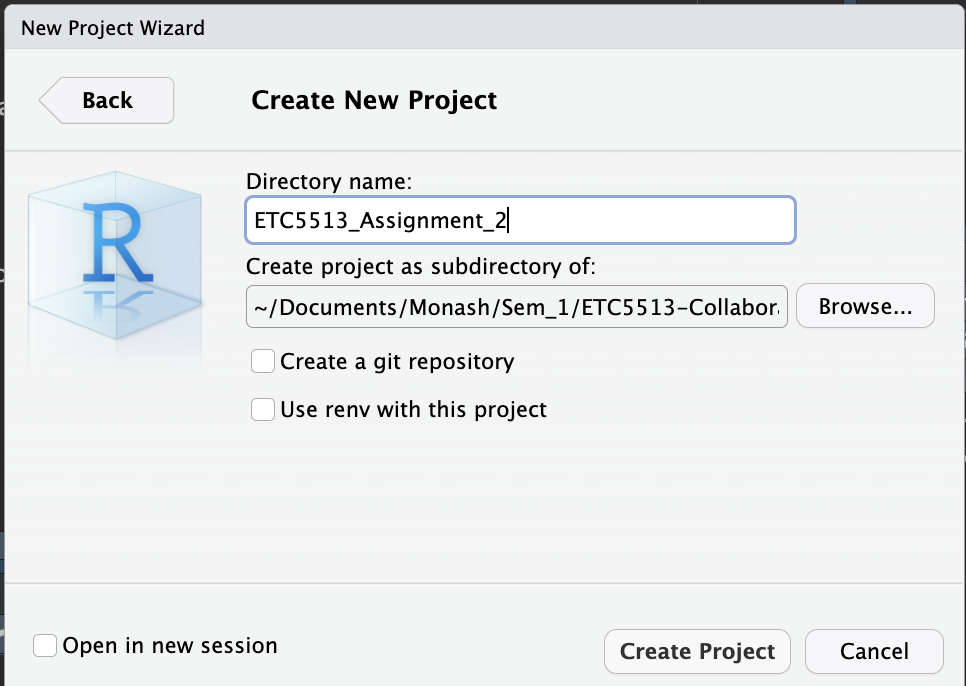 New Project Wizard
Back
Create New Project
R
Directory name:
ETC5513_Assignment_2
Create project as subdirectory of:
~/Documents/Monash/Sem_1/ETC5513-Collabor
Browse...
Create a git repository
Use renv with this project
Open in new session
Create Project
Cancel